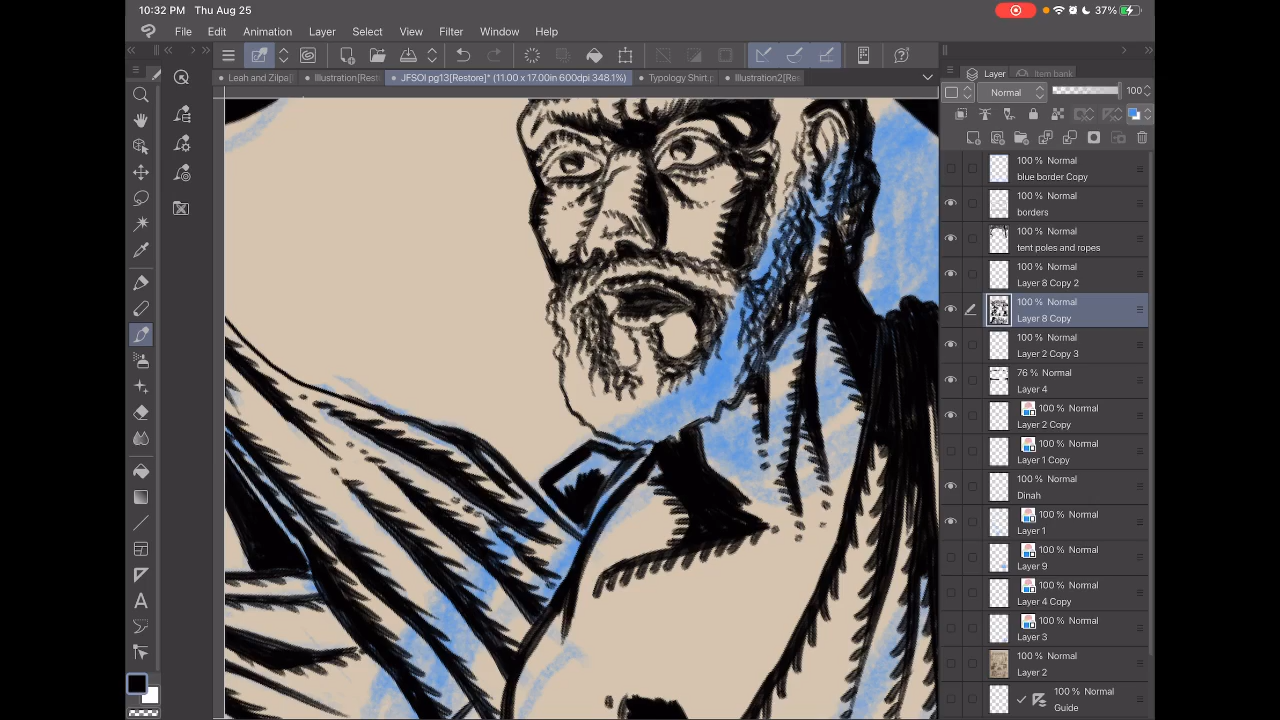 10:32 PM Thu Aug 25
37%
File Edit Animation Layer Select View Filter Window Help
Leah and Zilpa[
Illustration[Rest
JFSOI pg13[Restore]* (11.00 x 17.00in 600dpi 348.1%)
Typology Shirt.
Illustration2[Re
Layer
Item bank
Normal
100
100 % Normal
blue border Copy
100 % Normal
borders
100 % Normal
tent poles and ropes
100 % Normal
Layer 8 Copy 2
100 % Normal
Layer 8 Copy
100 % Normal
Layer 2 Copy 3
76 % Normal
Layer 4
100 % Normal
Layer 2 Copy
100 % Normal
Layer 1 Copy
100 % Normal
Dinah
100 % Normal
Layer 1
100 % Normal
Layer 9
100 % Normal
Layer 4 Copy
100 % Normal
Layer 3
100 % Normal
Layer 2
100 % Normal
Guide